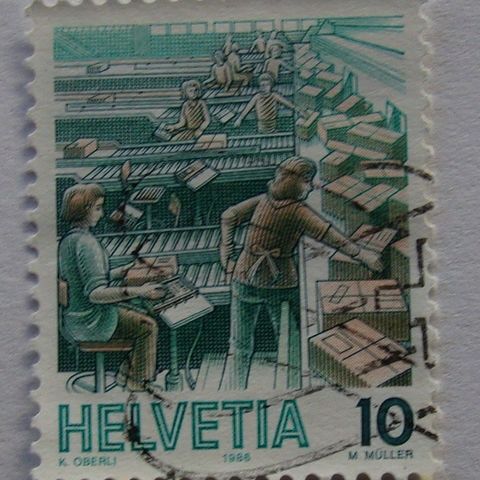 HELVETIA 10
K. OBERLI 1986 M. MÜLLER